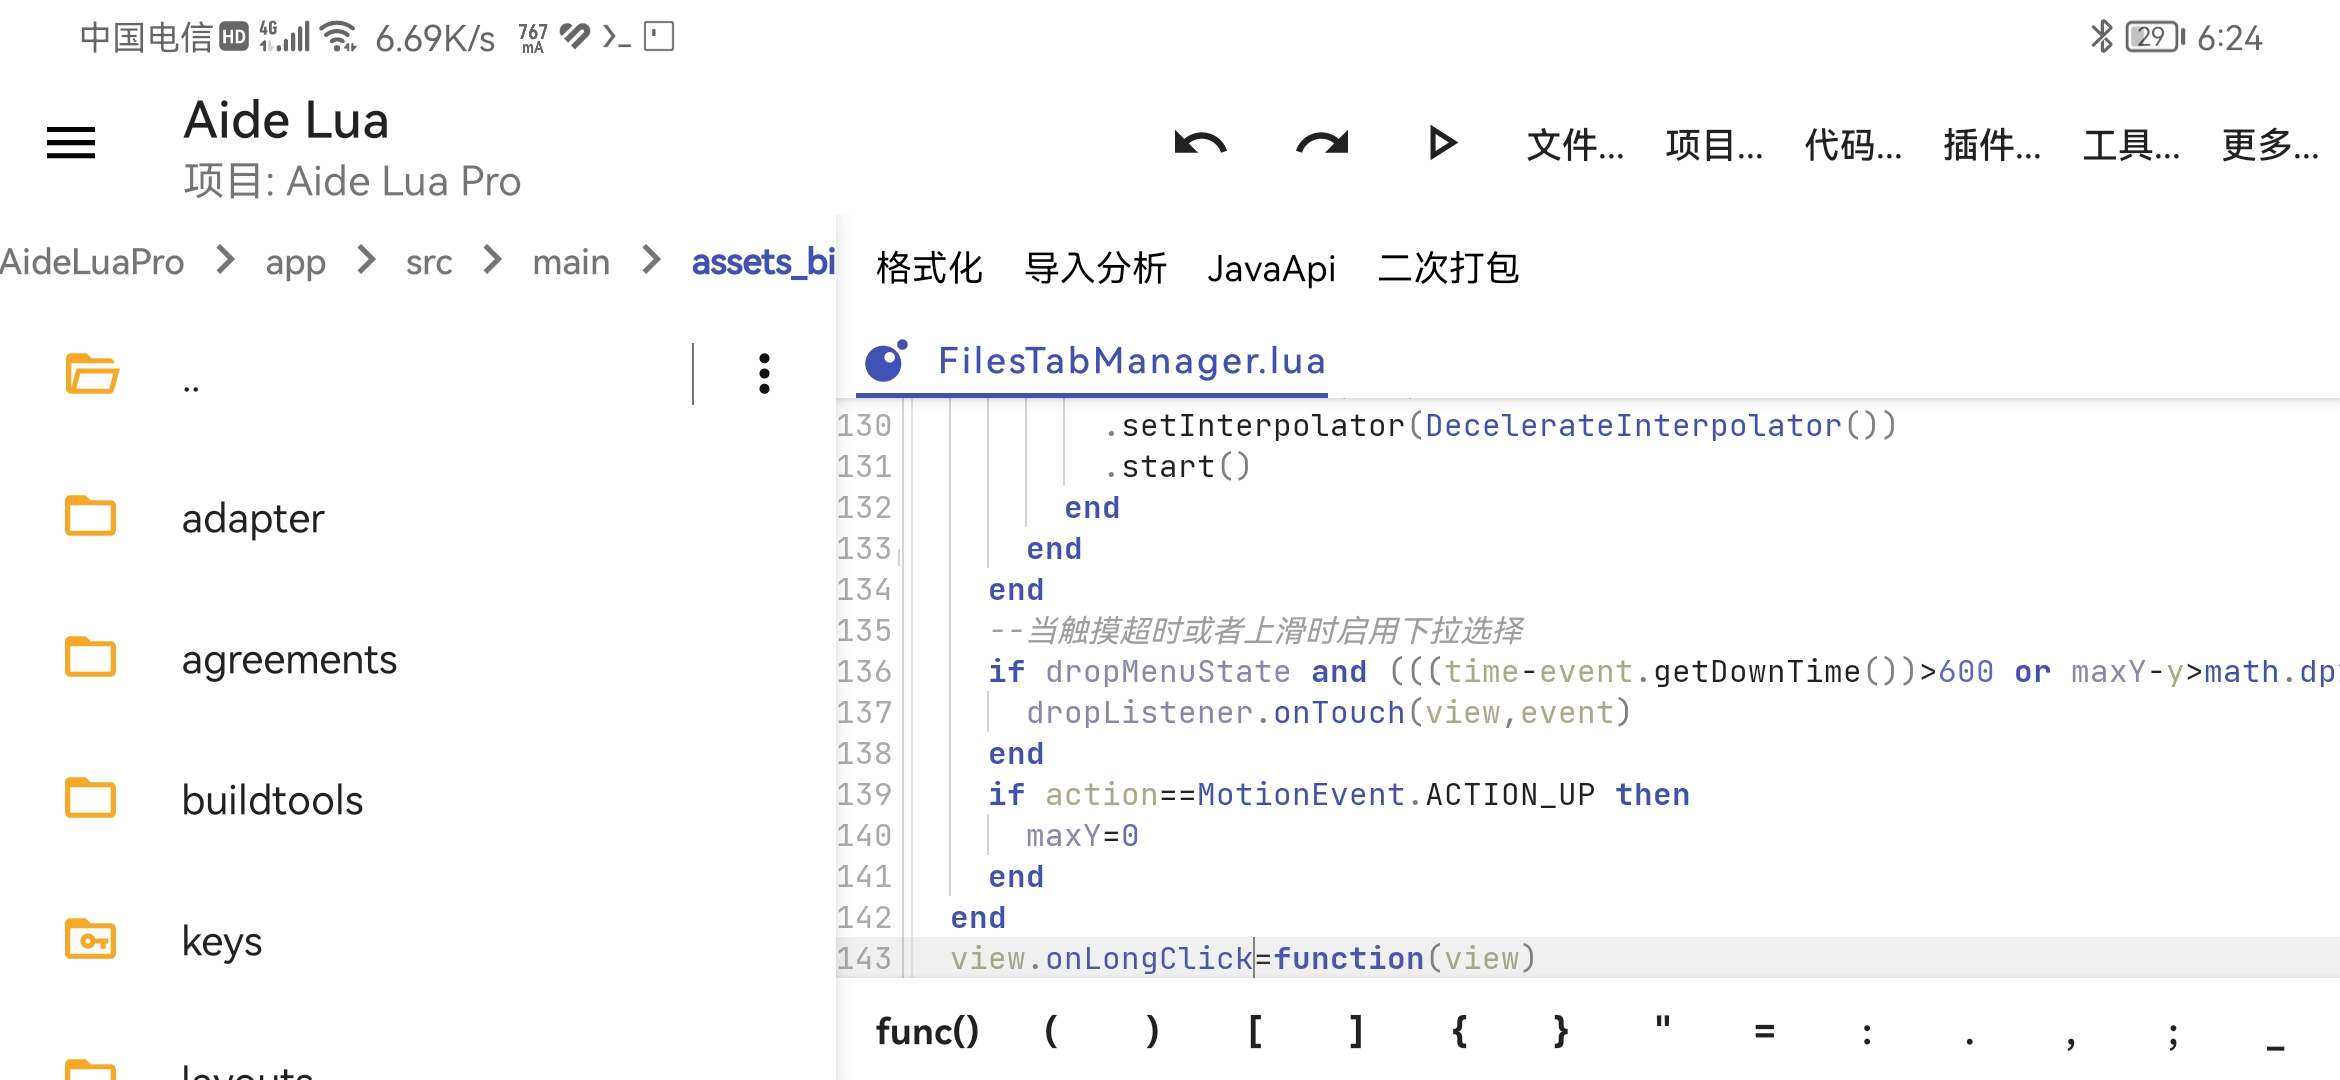 中国电信 HD 4G 6.69K/s 767 mA 29 6:24
Aide Lua
项目: Aide Lua Pro
文件... 项目... 代码... 插件... 工具... 更多...
AideLuaPro > app > src > main > assets_bi
..
adapter
agreements
buildtools
keys
layouts
格式化 导入分析 JavaApi 二次打包
FilesTabManager.lua
130 .setInterpolator(DecelerateInterpolator())
131 .start()
132 end
133 end
134 end
135 --当触摸超时或者上滑时启用下拉选择
136 if dropMenuState and (((time-event.getDownTime())>600 or maxY-y>math.dp
137 dropListener.onTouch(view,event)
138 end
139 if action==MotionEvent.ACTION_UP then
140 maxY=0
141 end
142 end
143 view.onLongClick=function(view)
func() ( ) [ ] { } " = : . , ; _